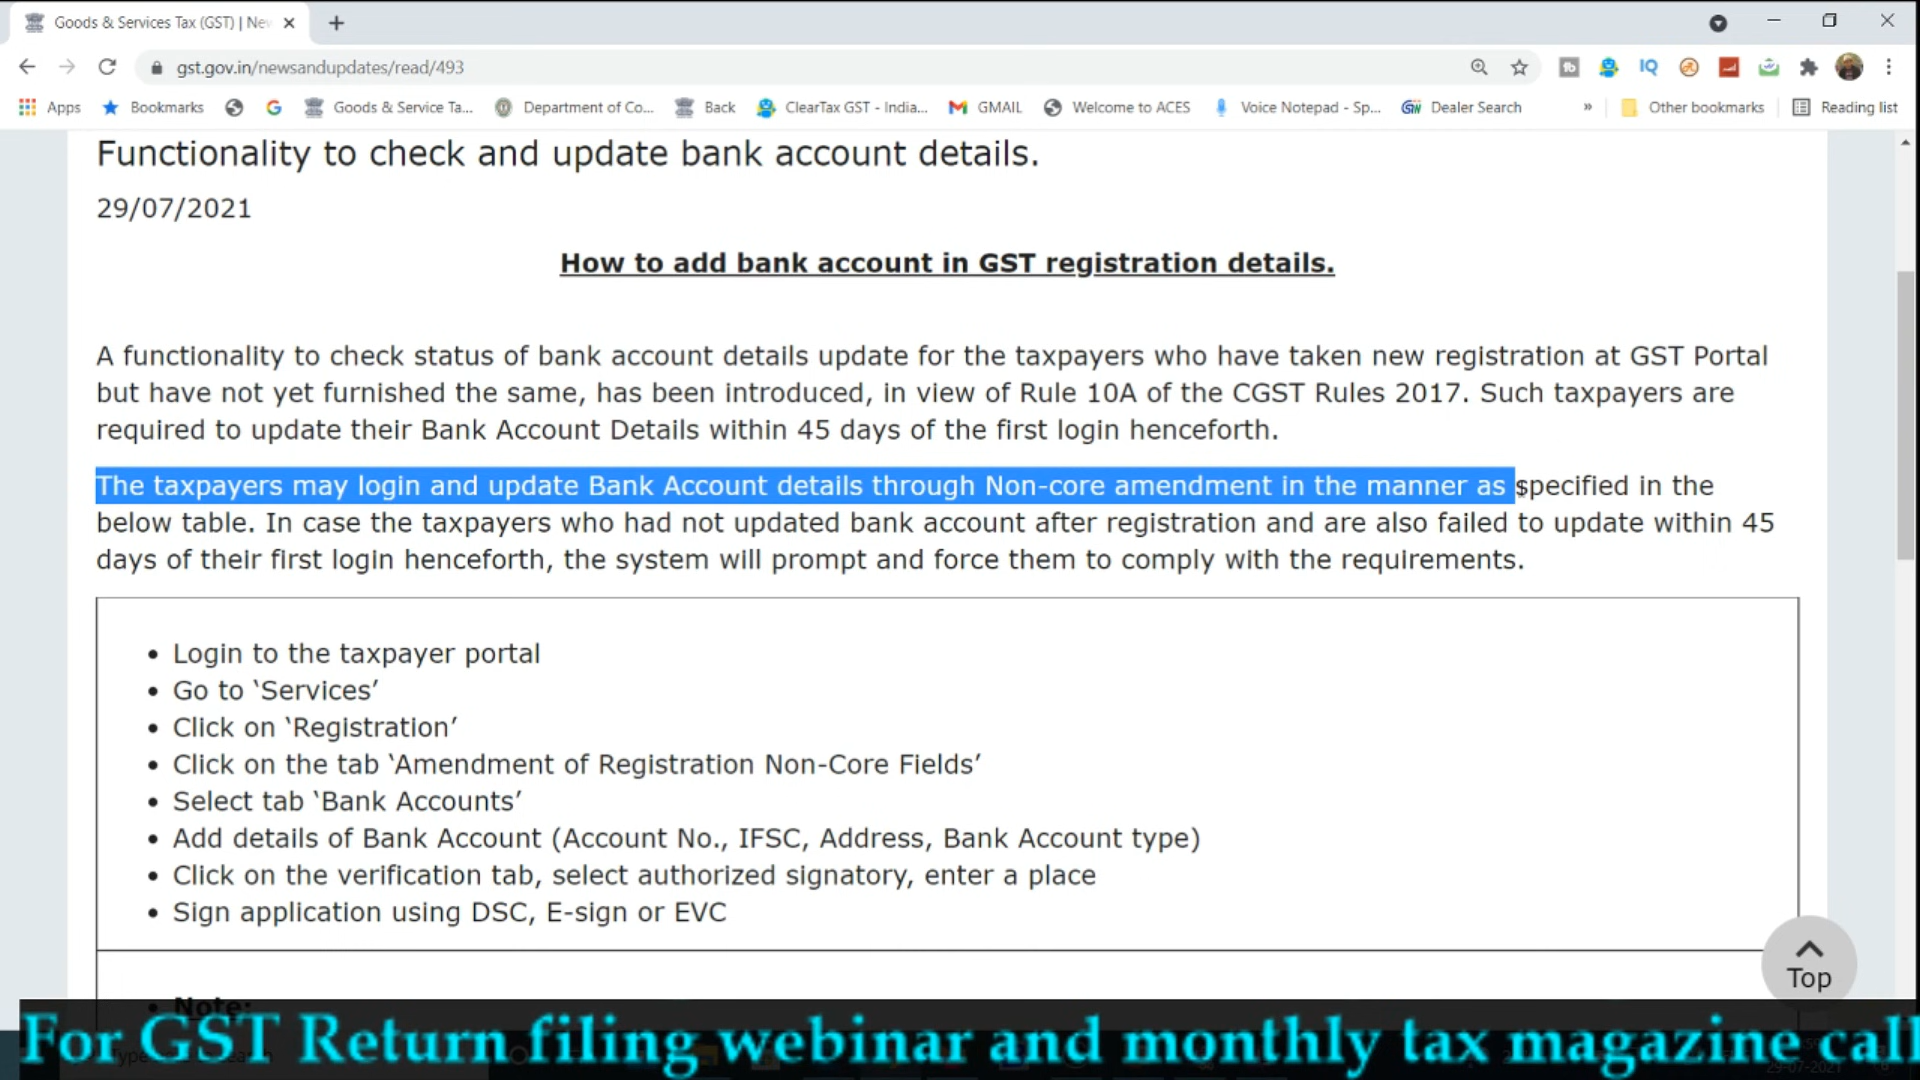 Goods & Services Tax (GST) | New
gst.gov.in/newsandupdates/read/493
Apps Bookmarks Goods & Service Ta... Department of Co... Back ClearTax GST - India... GMAIL Welcome to ACES Voice Notepad - Sp... Dealer Search » Other bookmarks Reading list
Functionality to check and update bank account details.
29/07/2021
How to add bank account in GST registration details.
A functionality to check status of bank account details update for the taxpayers who have taken new registration at GST Portal
but have not yet furnished the same, has been introduced, in view of Rule 10A of the CGST Rules 2017. Such taxpayers are
required to update their Bank Account Details within 45 days of the first login henceforth.
The taxpayers may login and update Bank Account details through Non-core amendment in the manner as specified in the
below table. In case the taxpayers who had not updated bank account after registration and are also failed to update within 45
days of their first login henceforth, the system will prompt and force them to comply with the requirements.
• Login to the taxpayer portal
• Go to ‘Services’
• Click on ‘Registration’
• Click on the tab ‘Amendment of Registration Non-Core Fields’
• Select tab ‘Bank Accounts’
• Add details of Bank Account (Account No., IFSC, Address, Bank Account type)
• Click on the verification tab, select authorized signatory, enter a place
• Sign application using DSC, E-sign or EVC
Top
• Note:
For GST Return filing webinar and monthly tax magazine call
29-07-2021